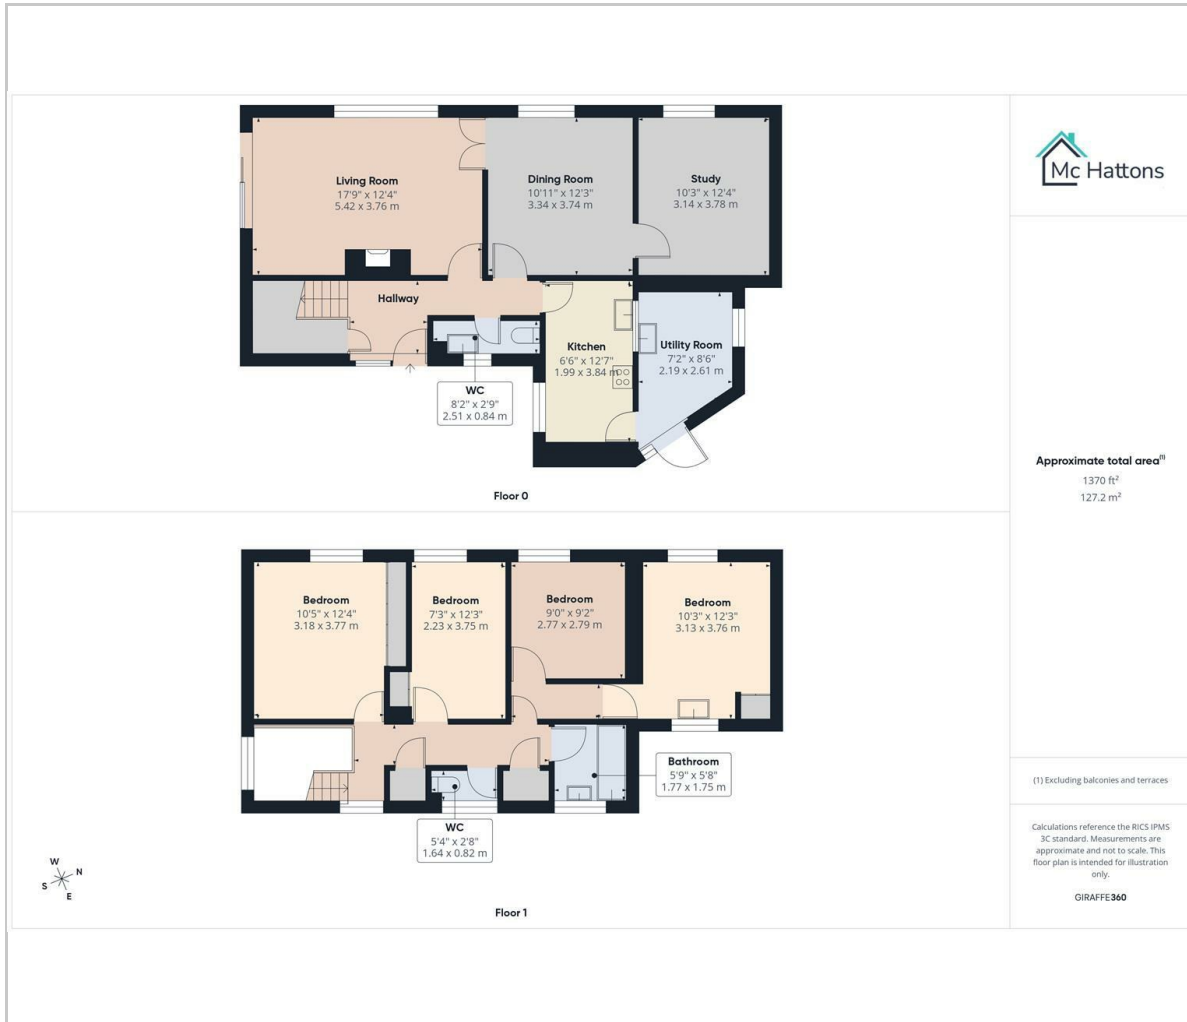 Living Room
17'9" x 12'4"
5.42 x 3.76 m
Dining Room
10'11" x 12'3"
3.34 x 3.74 m
Study
10'3" x 12'4"
3.14 x 3.78 m
Hallway
Kitchen
6'6" x 12'7"
1.99 x 3.84 m
Utility Room
7'2" x 8'6"
2.19 x 2.61 m
WC
8'2" x 2'9"
2.51 x 0.84 m
Floor 0
Bedroom
10'5" x 12'4"
3.18 x 3.77 m
Bedroom
7'3" x 12'3"
2.23 x 3.75 m
Bedroom
9'0" x 9'2"
2.77 x 2.79 m
Bedroom
10'3" x 12'3"
3.13 x 3.76 m
Bathroom
5'9" x 5'8"
1.77 x 1.75 m
WC
5'4" x 2'8"
1.64 x 0.82 m
W
N
S
E
Floor 1
Mc Hattons
Approximate total area(1)
1370 ft²
127.2 m²
(1) Excluding balconies and terraces
Calculations reference the RICS IPMS
3C standard. Measurements are
approximate and not to scale. This
floor plan is intended for illustration
only.
GIRAFFE360